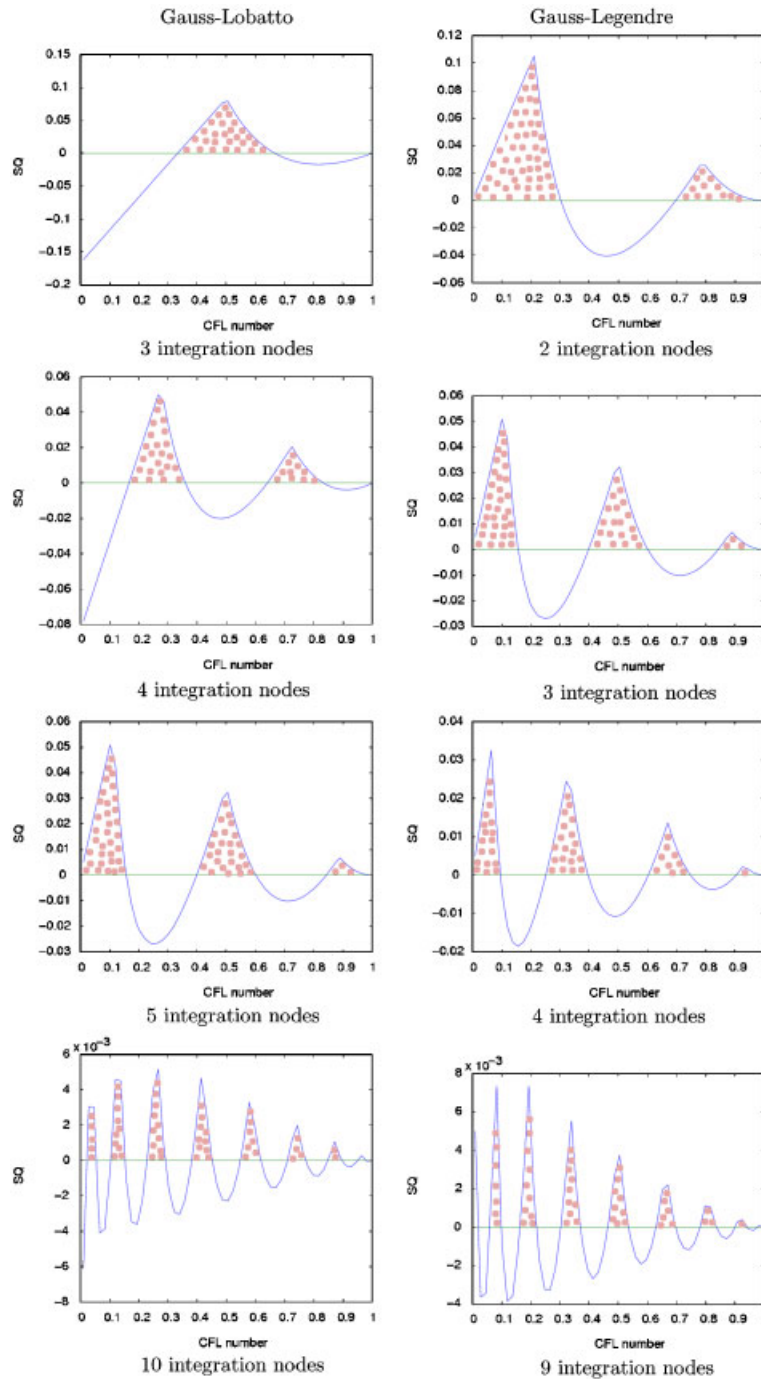 Gauss-Lobatto
0.15
0.1
0.05
0
−0.05
−0.1
−0.15
−0.2
SQ
0 0.1 0.2 0.3 0.4 0.5 0.6 0.7 0.8 0.9 1
CFL number
3 integration nodes
Gauss-Legendre
0.12
0.1
0.08
0.06
0.04
0.02
0
−0.02
−0.04
−0.06
SQ
0 0.1 0.2 0.3 0.4 0.5 0.6 0.7 0.8 0.9
CFL number
2 integration nodes
0.06
0.04
0.02
0
−0.02
−0.04
−0.06
−0.08
SQ
0 0.1 0.2 0.3 0.4 0.5 0.6 0.7 0.8 0.9 1
CFL number
4 integration nodes
0.06
0.05
0.04
0.03
0.02
0.01
0
−0.01
−0.02
−0.03
SQ
0 0.1 0.2 0.3 0.4 0.5 0.6 0.7 0.8 0.9
CFL number
3 integration nodes
0.06
0.05
0.04
0.03
0.02
0.01
0
−0.01
−0.02
−0.03
SQ
0 0.1 0.2 0.3 0.4 0.5 0.6 0.7 0.8 0.9 1
CFL number
5 integration nodes
0.04
0.03
0.02
0.01
0
−0.01
−0.02
SQ
0 0.1 0.2 0.3 0.4 0.5 0.6 0.7 0.8 0.9
CFL number
4 integration nodes
× 10⁻³
6
4
2
0
−2
−4
−6
−8
SQ
0 0.1 0.2 0.3 0.4 0.5 0.6 0.7 0.8 0.9 1
CFL number
10 integration nodes
× 10⁻³
8
6
4
2
0
−2
−4
SQ
0 0.1 0.2 0.3 0.4 0.5 0.6 0.7 0.8 0.9
CFL number
9 integration nodes